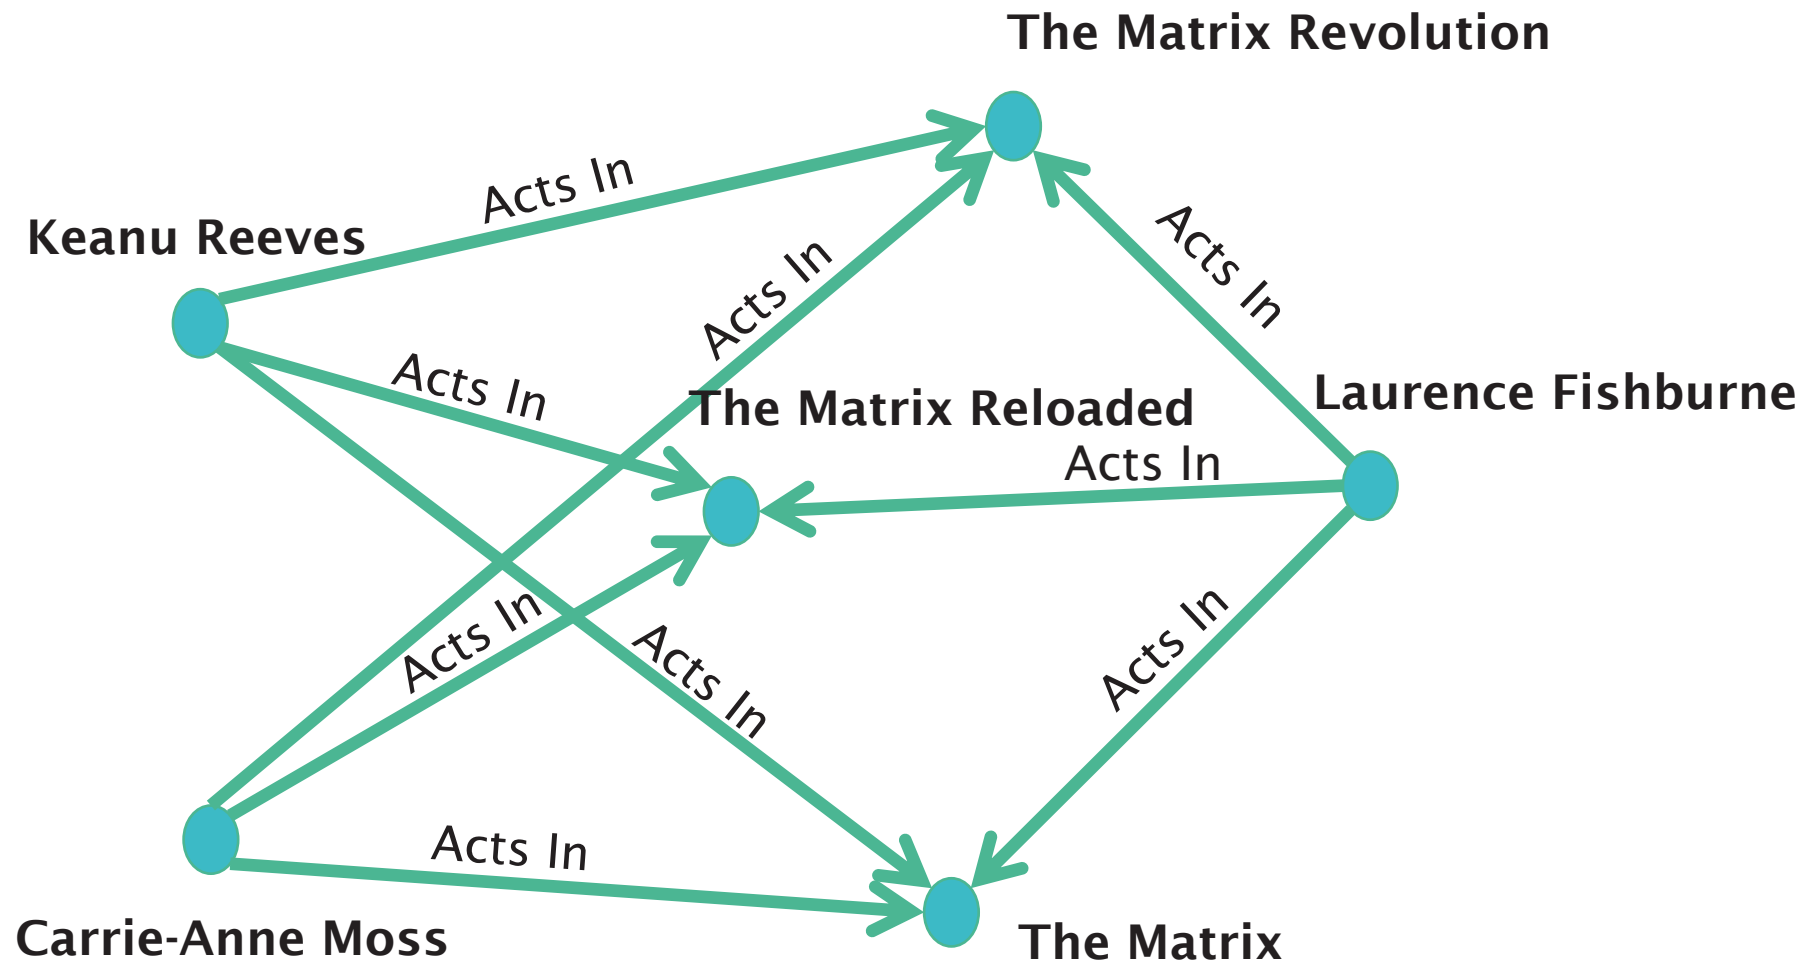 The Matrix Revolution
Acts In
Keanu Reeves
Acts In
Acts In
Acts In
The Matrix Reloaded
Laurence Fishburne
Acts In
Acts In
Acts In
Acts In
Acts In
Carrie-Anne Moss
The Matrix